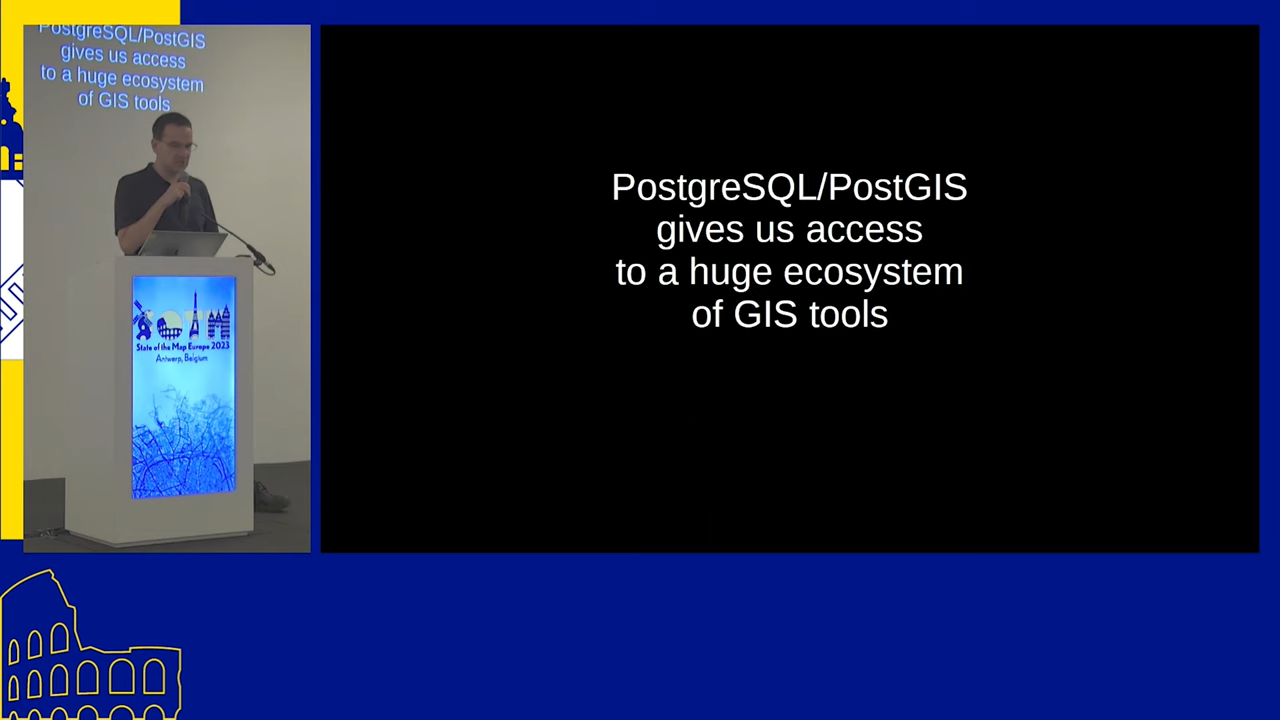 PostgreSQL/PostGIS
gives us access
to a huge ecosystem
of GIS tools
SOTM
State of the Map Europe 2023
Antwerp, Belgium
PostgreSQL/PostGIS
gives us access
to a huge ecosystem
of GIS tools